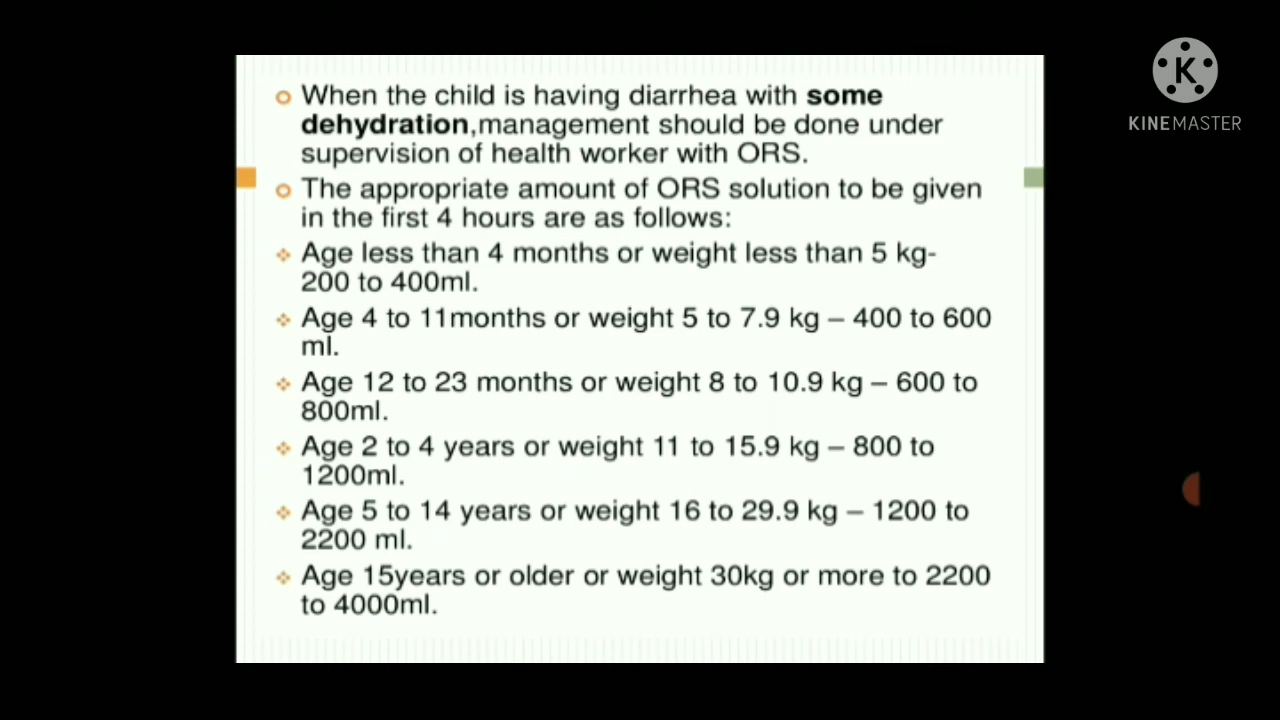 When the child is having diarrhea with some
dehydration,management should be done under
supervision of health worker with ORS.
The appropriate amount of ORS solution to be given
in the first 4 hours are as follows:
Age less than 4 months or weight less than 5 kg-
200 to 400ml.
Age 4 to 11months or weight 5 to 7.9 kg – 400 to 600
ml.
Age 12 to 23 months or weight 8 to 10.9 kg – 600 to
800ml.
Age 2 to 4 years or weight 11 to 15.9 kg – 800 to
1200ml.
Age 5 to 14 years or weight 16 to 29.9 kg – 1200 to
2200 ml.
Age 15years or older or weight 30kg or more to 2200
to 4000ml.
K
KINEMASTER